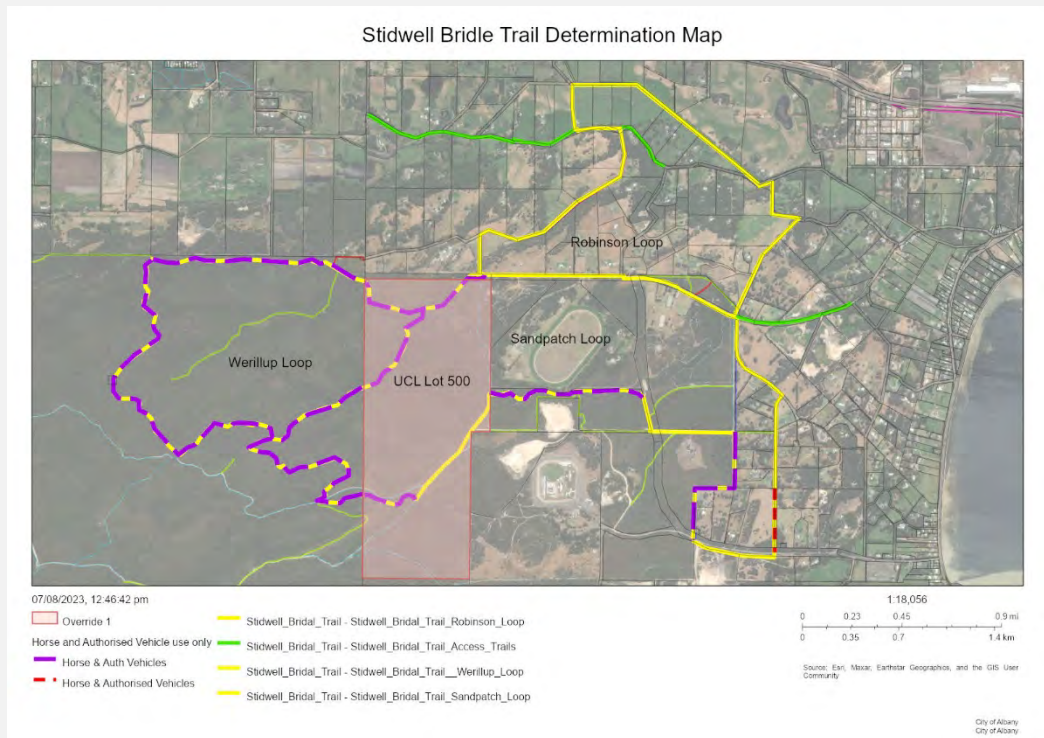 Stidwell Bridle Trail Determination Map
Robinson Loop
Sandpatch Loop
Werillup Loop
UCL Lot 500
07/08/2023, 12:46:42 pm
Override 1
Horse and Authorised Vehicle use only
Horse & Auth Vehicles
Horse & Authorised Vehicles
Stidwell_Bridal_Trail - Stidwell_Bridal_Trail_Robinson_Loop
Stidwell_Bridal_Trail - Stidwell_Bridal_Trail_Access_Trails
Stidwell_Bridal_Trail - Stidwell_Bridal_Trail__Werillup_Loop
Stidwell_Bridal_Trail - Stidwell_Bridal_Trail_Sandpatch_Loop
1:18,056
0 0.23 0.45 0.9 mi
0 0.35 0.7 1.4 km
Source: Esri, Maxar, Earthstar Geographics, and the GIS User
Community
City of Albany
City of Albany